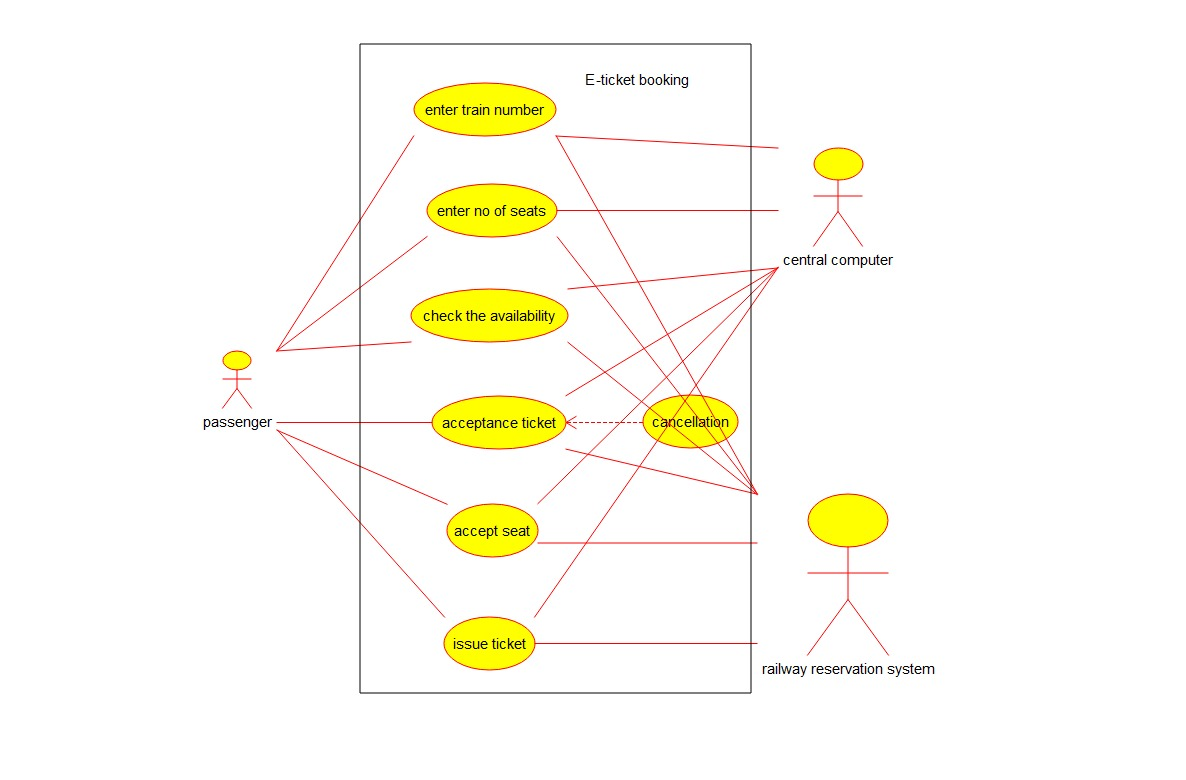 E-ticket booking
enter train number
enter no of seats
central computer
check the availability
passenger
acceptance ticket
cancellation
accept seat
issue ticket
railway reservation system